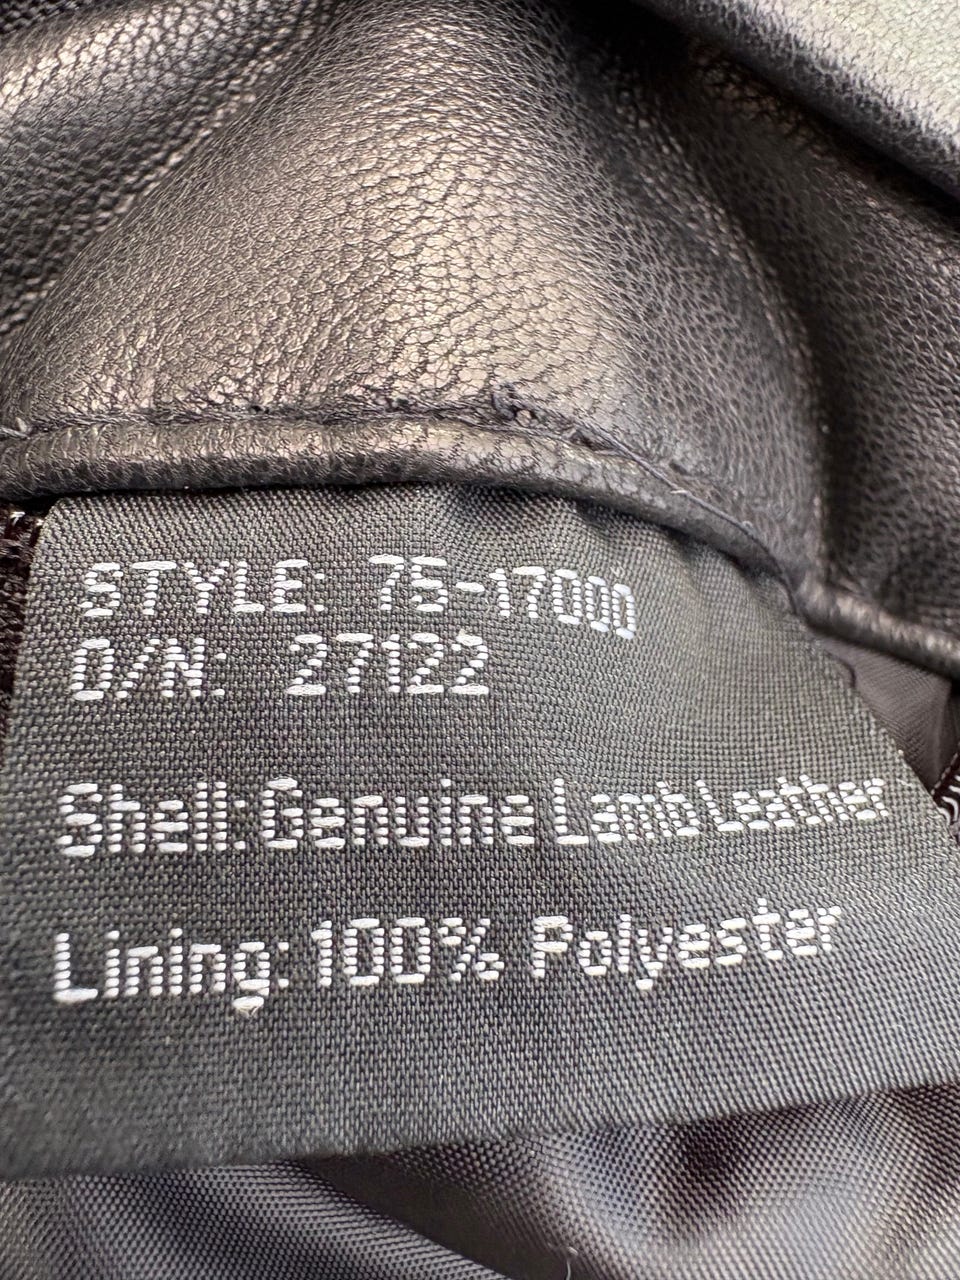 STYLE: 75-17000
O/N: 27122
Shell: Genuine Lamb Leather
Lining: 100% Polyester